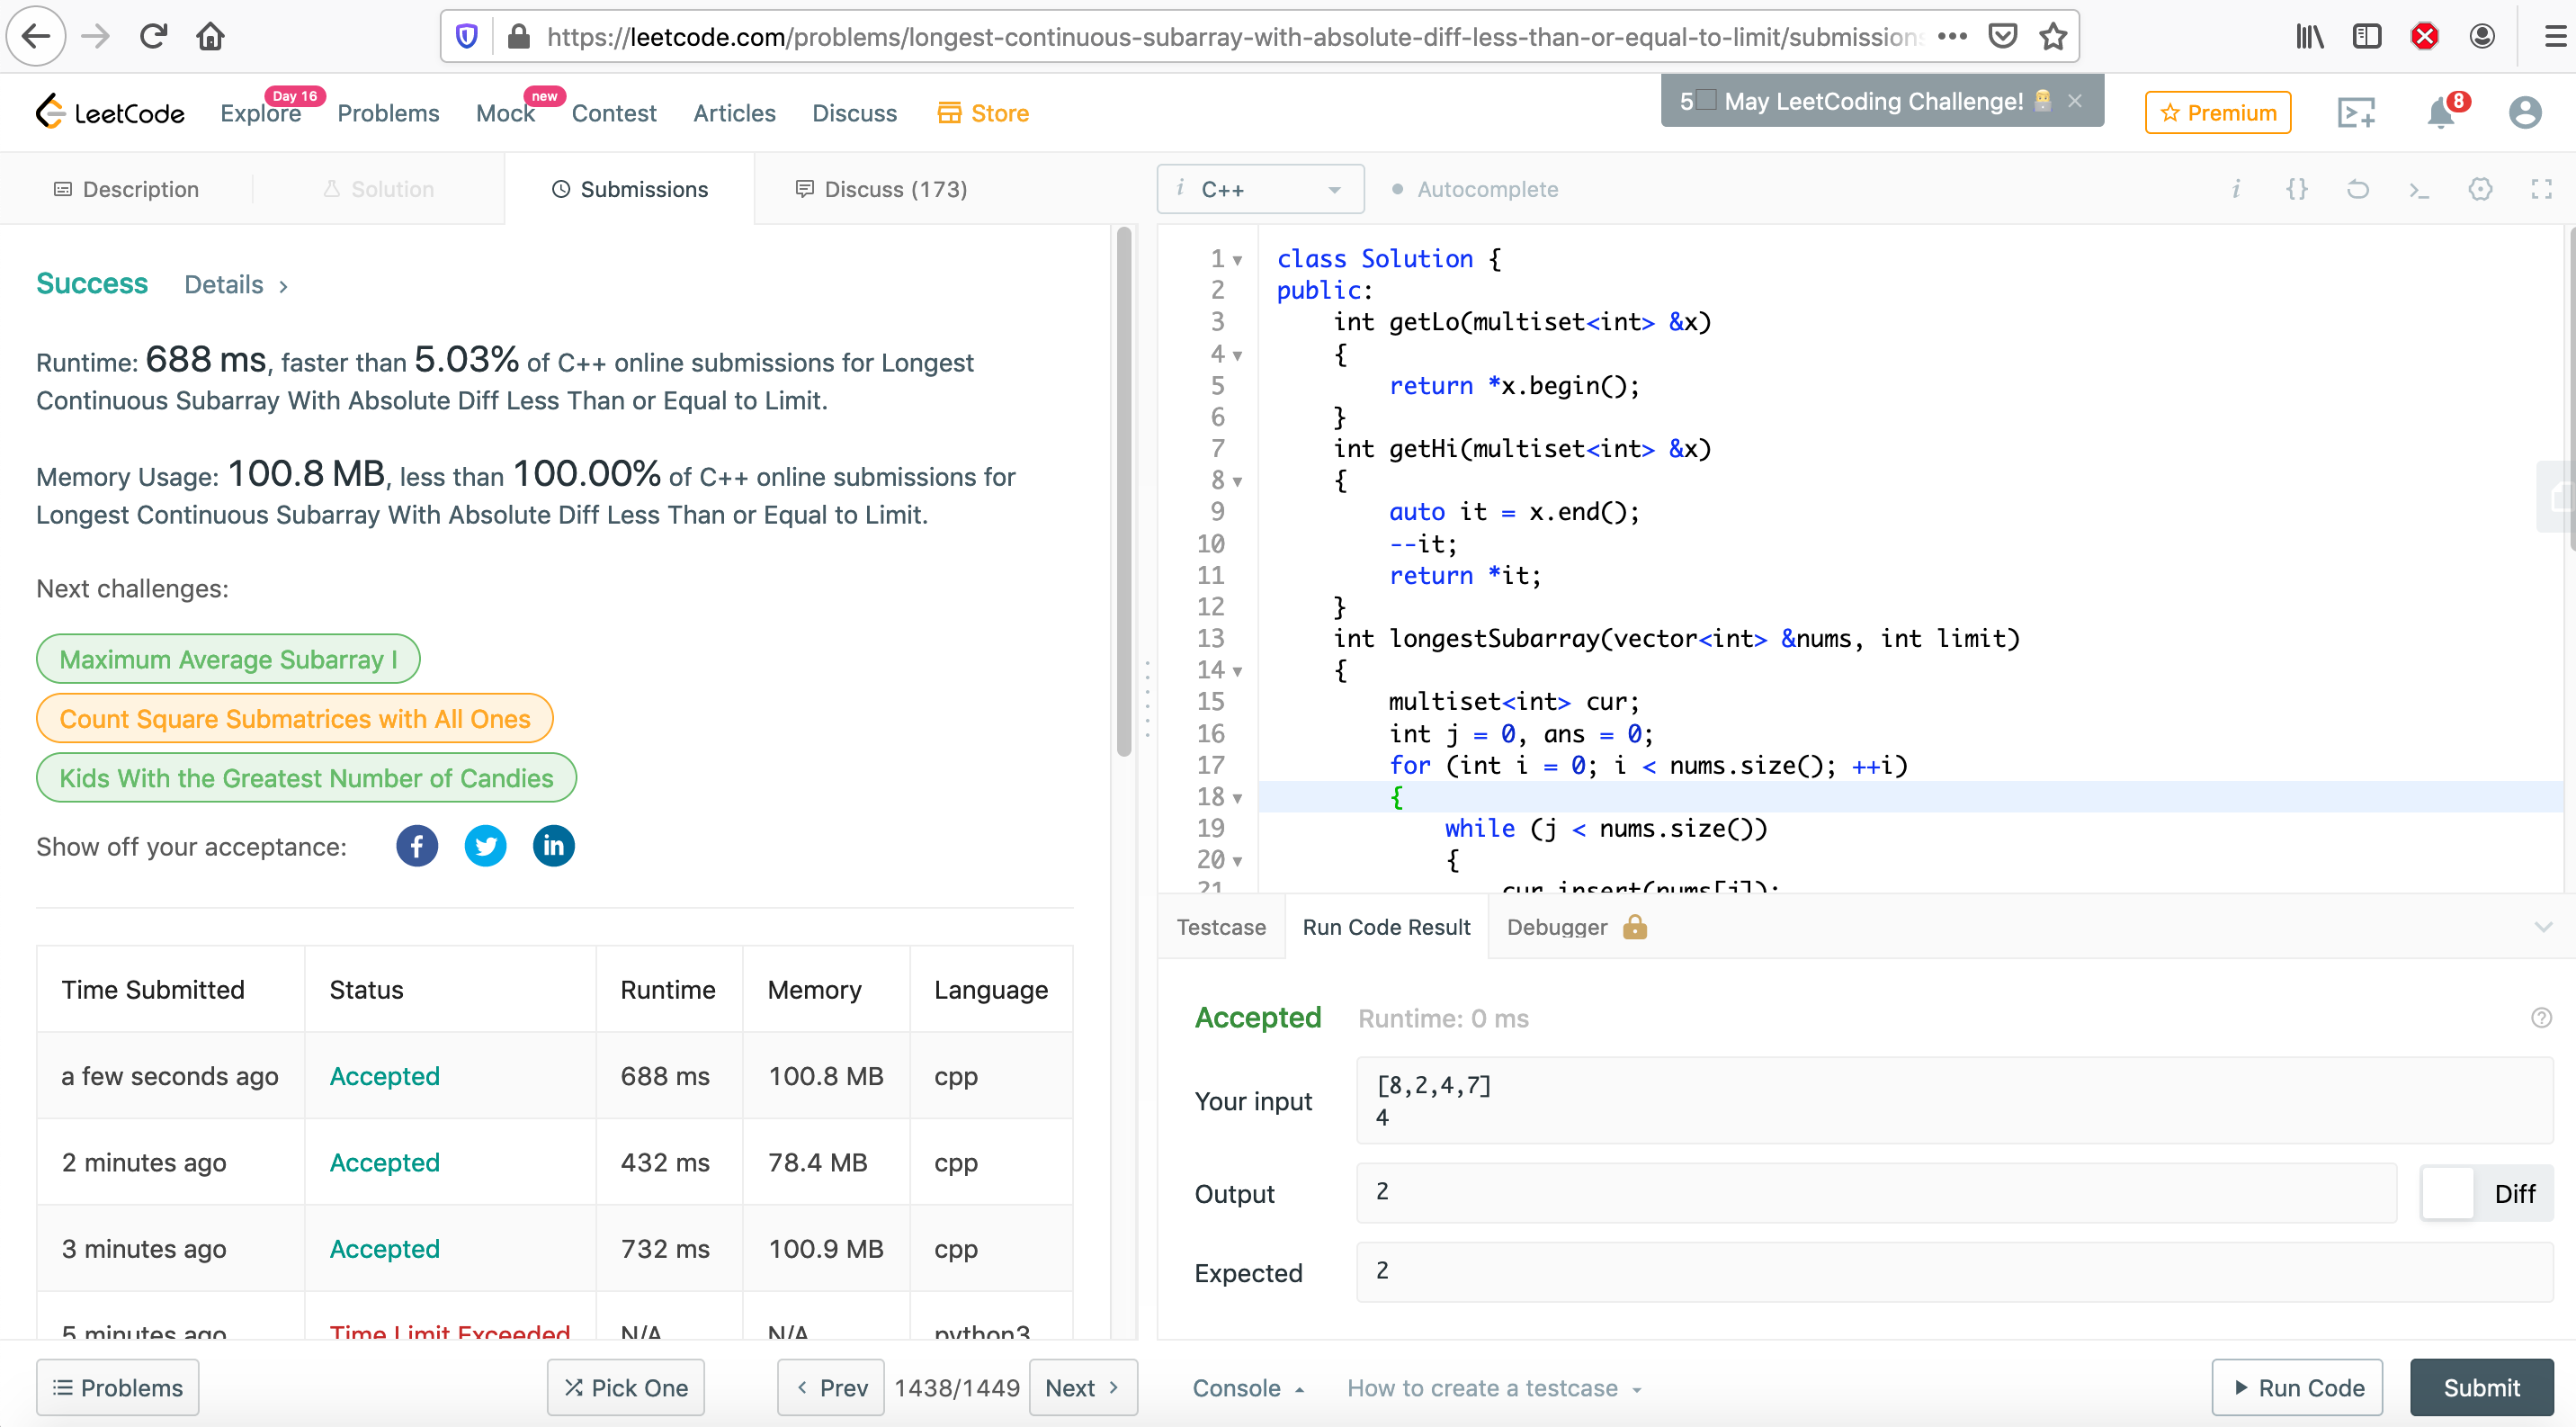 https://leetcode.com/problems/longest-continuous-subarray-with-absolute-diff-less-than-or-equal-to-limit/submissions
LeetCode
Explore
Day 16
Problems
Mock
new
Contest
Articles
Discuss
Store
5 May LeetCoding Challenge!
Premium
8
Description
Solution
Submissions
Discuss (173)
i C++
Autocomplete
Success Details >
Runtime: 688 ms, faster than 5.03% of C++ online submissions for Longest
Continuous Subarray With Absolute Diff Less Than or Equal to Limit.
Memory Usage: 100.8 MB, less than 100.00% of C++ online submissions for
Longest Continuous Subarray With Absolute Diff Less Than or Equal to Limit.
Next challenges:
Maximum Average Subarray I
Count Square Submatrices with All Ones
Kids With the Greatest Number of Candies
Show off your acceptance:
Time Submitted Status Runtime Memory Language
a few seconds ago Accepted 688 ms 100.8 MB cpp
2 minutes ago Accepted 432 ms 78.4 MB cpp
3 minutes ago Accepted 732 ms 100.9 MB cpp
5 minutes ago Time Limit Exceeded N/A N/A python3
Problems
Pick One
< Prev
1438/1449
Next >
1 class Solution {
2 public:
3 int getLo(multiset<int> &x)
4 {
5 return *x.begin();
6 }
7 int getHi(multiset<int> &x)
8 {
9 auto it = x.end();
10 --it;
11 return *it;
12 }
13 int longestSubarray(vector<int> &nums, int limit)
14 {
15 multiset<int> cur;
16 int j = 0, ans = 0;
17 for (int i = 0; i < nums.size(); ++i)
18 {
19 while (j < nums.size())
20 {
21 cur.insert(nums[j]);
Testcase
Run Code Result
Debugger
Accepted Runtime: 0 ms
Your input
[8,2,4,7]
4
Output
2
Diff
Expected
2
Console
How to create a testcase
Run Code
Submit